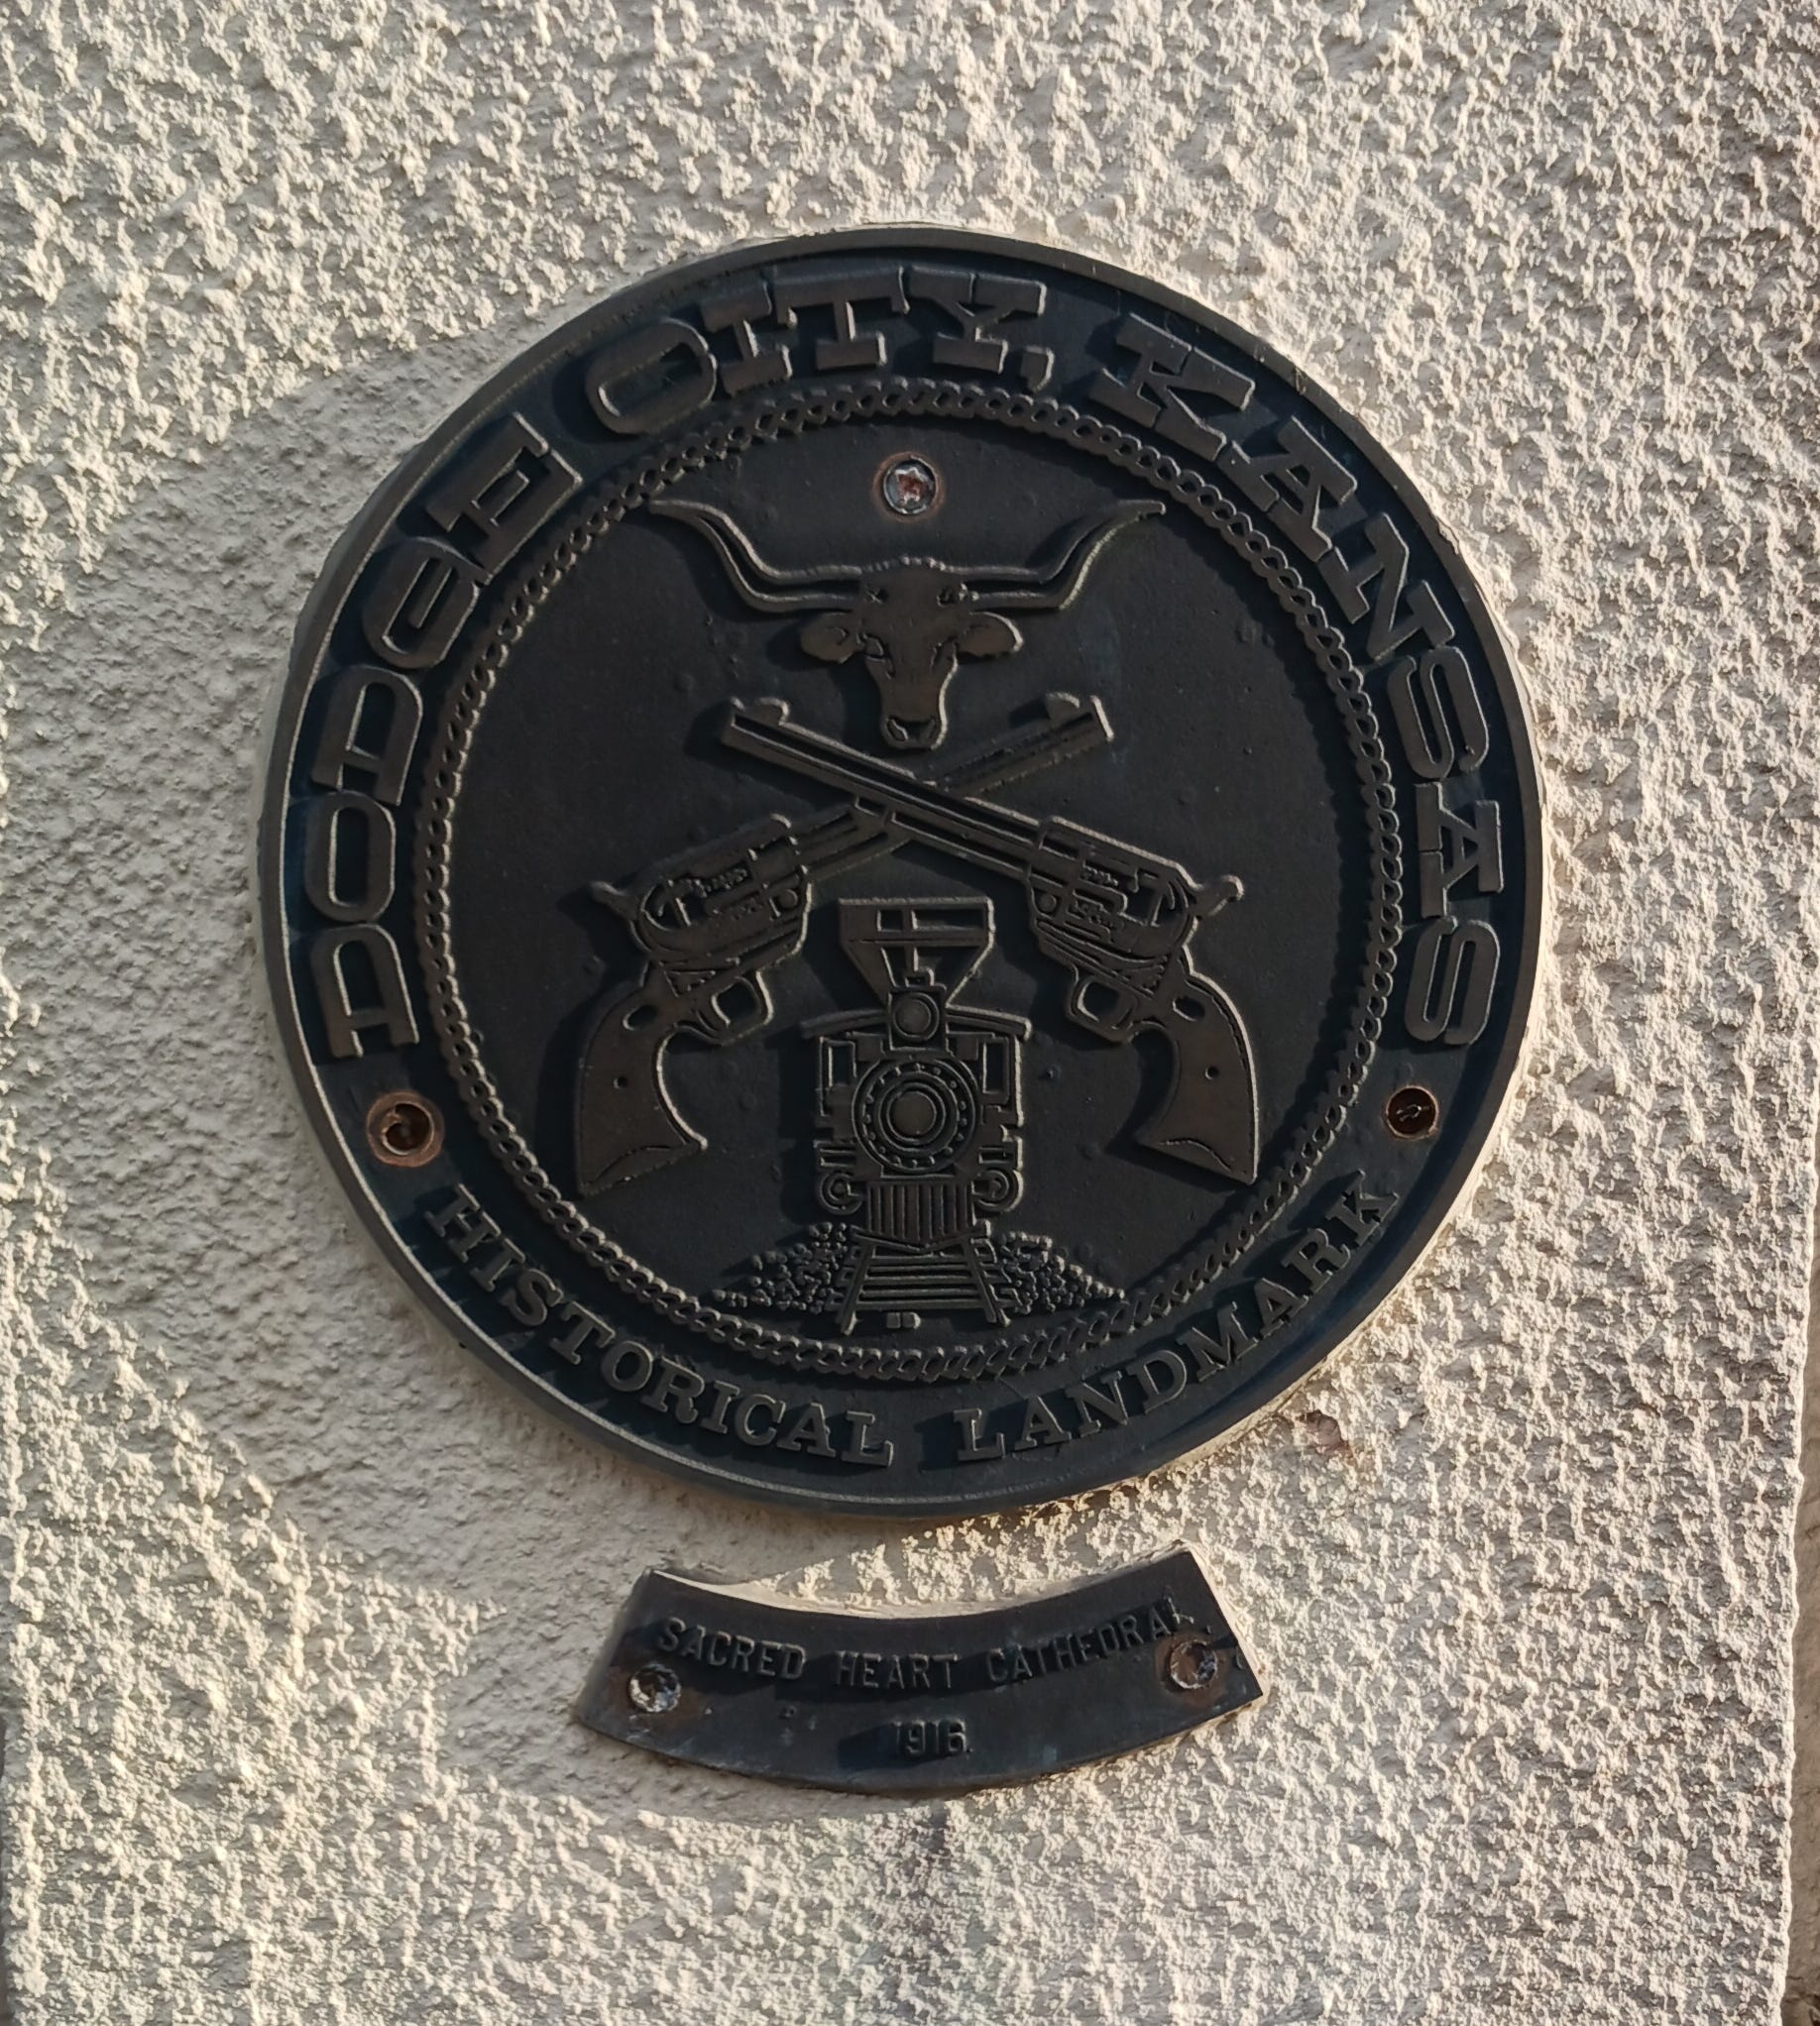 DODGE CITY, KANSAS
HISTORICAL LANDMARK
SACRED HEART CATHEDRAL
1916